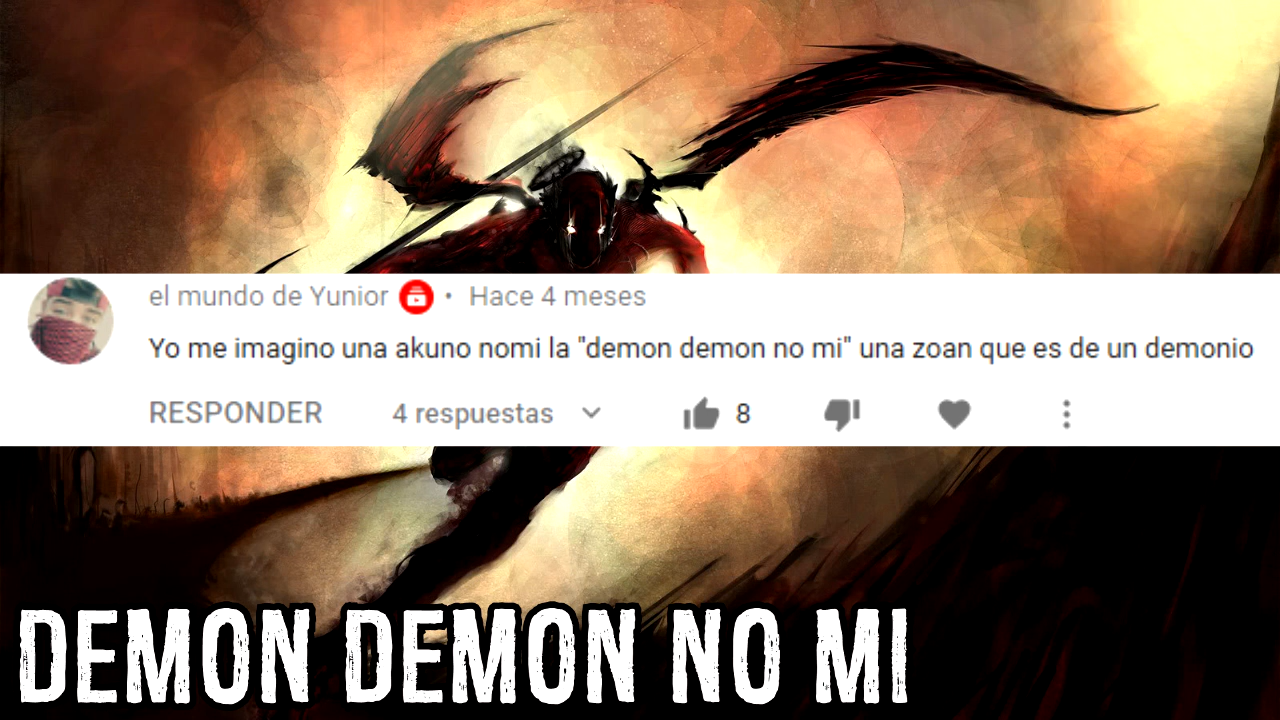 el mundo de Yunior • Hace 4 meses
Yo me imagino una akuno nomi la "demon demon no mi" una zoan que es de un demonio
RESPONDER 4 respuestas 8
DEMON DEMON NO MI